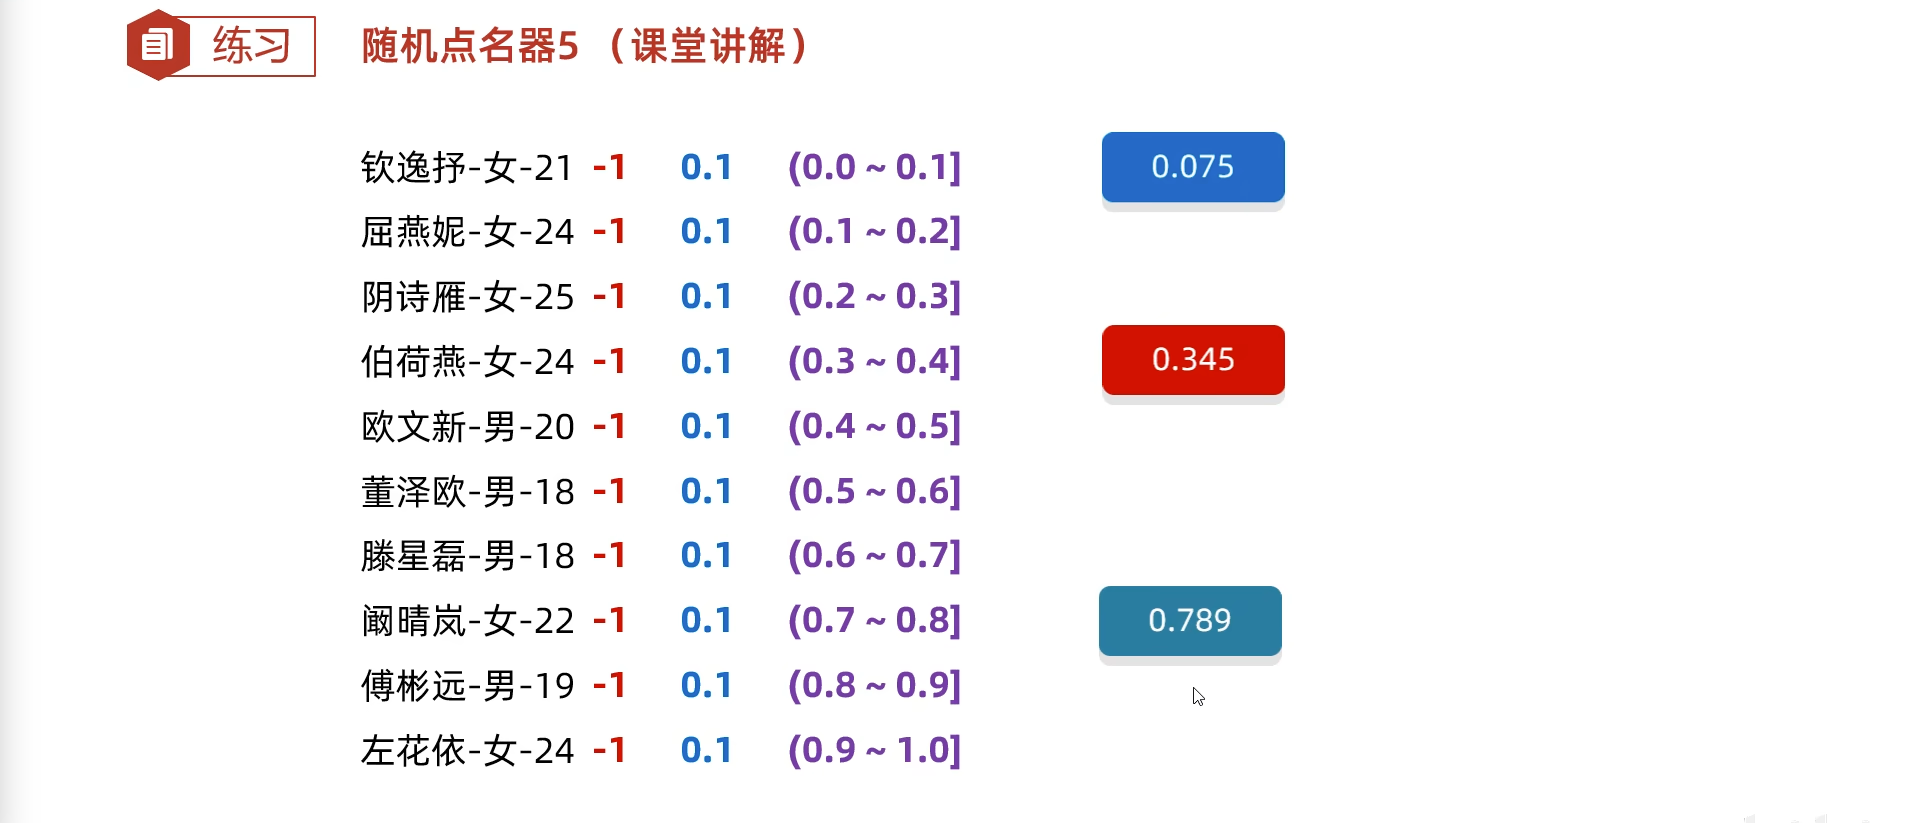 练习 随机点名器5 （课堂讲解）
钦逸抒-女-21 -1 0.1 (0.0 ~ 0.1] 0.075
屈燕妮-女-24 -1 0.1 (0.1 ~ 0.2]
阴诗雁-女-25 -1 0.1 (0.2 ~ 0.3]
伯荷燕-女-24 -1 0.1 (0.3 ~ 0.4] 0.345
欧文新-男-20 -1 0.1 (0.4 ~ 0.5]
董泽欧-男-18 -1 0.1 (0.5 ~ 0.6]
滕星磊-男-18 -1 0.1 (0.6 ~ 0.7]
阚晴岚-女-22 -1 0.1 (0.7 ~ 0.8] 0.789
傅彬远-男-19 -1 0.1 (0.8 ~ 0.9]
左花依-女-24 -1 0.1 (0.9 ~ 1.0]